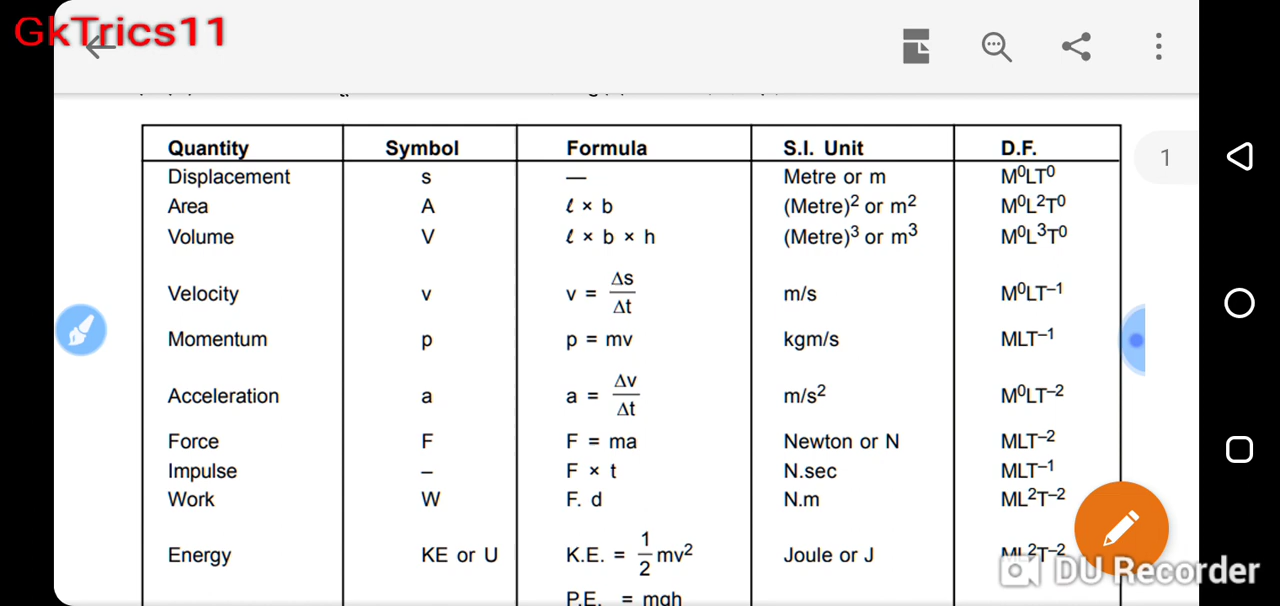 GkTrics11
1
Quantity Symbol Formula S.I. Unit D.F.
Displacement s — Metre or m M⁰LT⁰
Area A ℓ × b (Metre)² or m² M⁰L²T⁰
Volume V ℓ × b × h (Metre)³ or m³ M⁰L³T⁰
Velocity v v = Δs/Δt m/s M⁰LT⁻¹
Momentum p p = mv kgm/s MLT⁻¹
Acceleration a a = Δv/Δt m/s² M⁰LT⁻²
Force F F = ma Newton or N MLT⁻²
Impulse – F × t N.sec MLT⁻¹
Work W F. d N.m ML²T⁻²
Energy KE or U K.E. = 1/2 mv² Joule or J ML²T⁻²
P.E. = mgh
DU Recorder